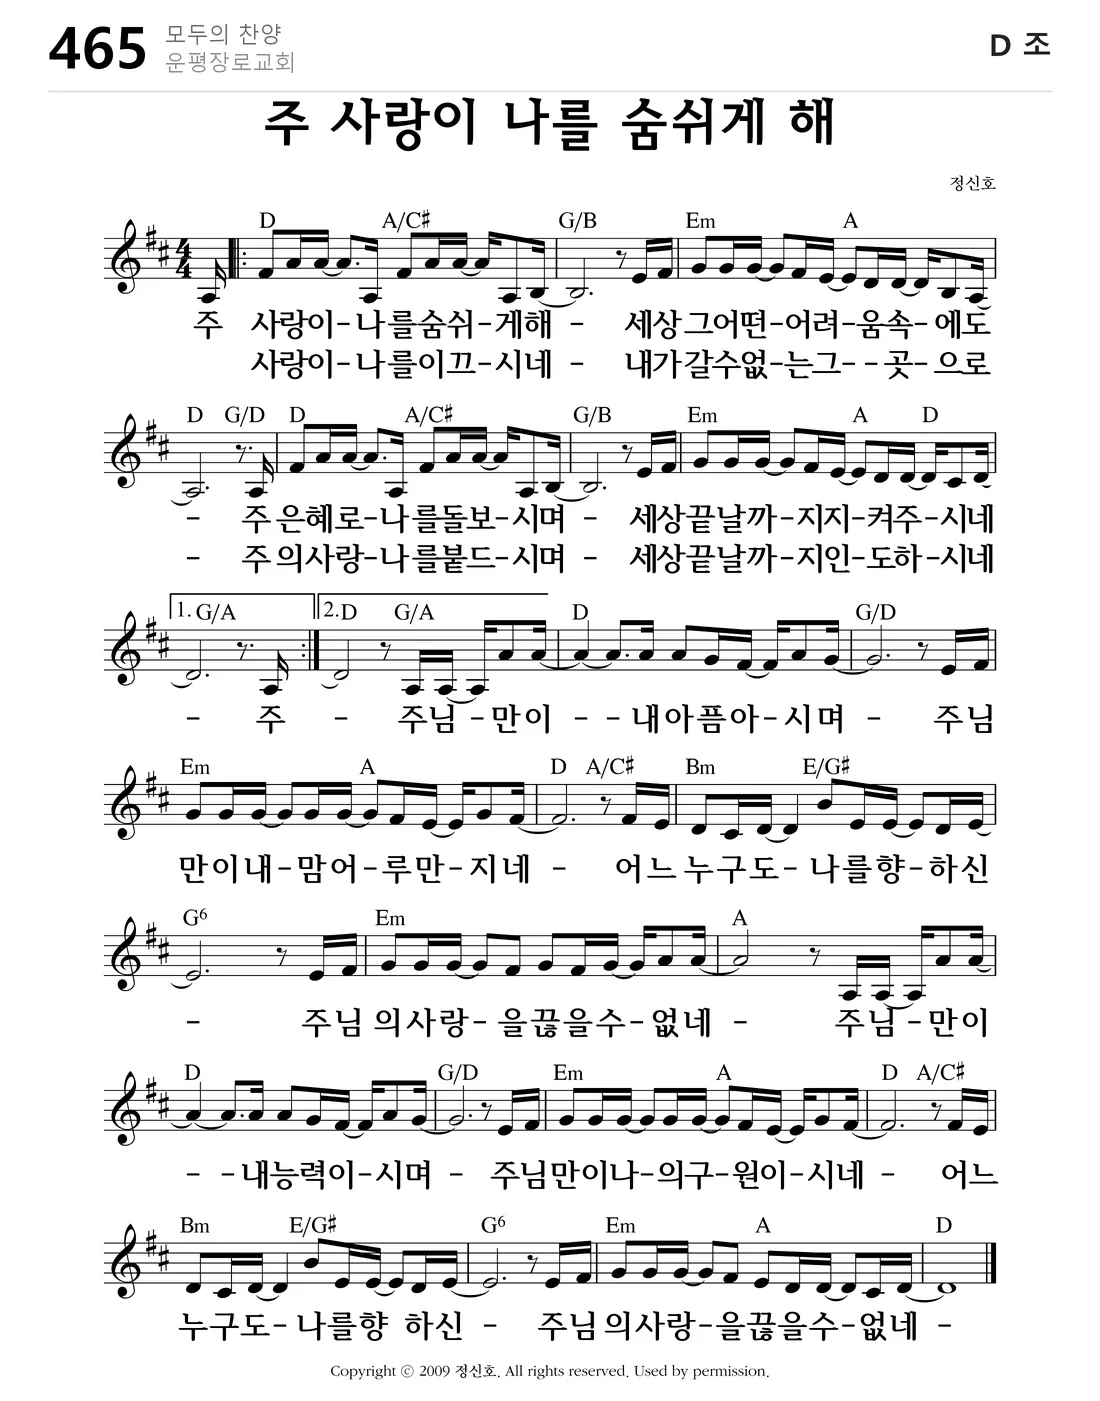 465 모두의 찬양
운평장로교회
D 조
주 사랑이 나를 숨쉬게 해
정신호
D A/C♯ G/B Em A
주 사랑이-나를숨쉬-게해 - 세상그어떤-어려-움속-에도
사랑이-나를이끄-시네 - 내가갈수없-는그--곳-으로
D G/D D A/C♯ G/B Em A D
- 주은혜로-나를돌보-시며 - 세상끝날까-지지-켜주-시네
- 주의사랑-나를붙드-시며 - 세상끝날까-지인-도하-시네
1. G/A 2. D G/A D G/D
- 주 - 주님-만이 - - 내아픔아-시며 - 주님
Em A D A/C♯ Bm E/G♯
만이내-맘어-루만-지네 - 어느누구도- 나를향-하신
G6 Em A
- 주님의사랑-을끊을수-없네 - 주님-만이
D G/D Em A D A/C♯
- -내능력이-시며 - 주님만이나-의구-원이-시네 - 어느
Bm E/G♯ G6 Em A D
누구도-나를향 하신 - 주님의사랑-을끊을수-없네 -
Copyright ⓒ 2009 정신호. All rights reserved. Used by permission.